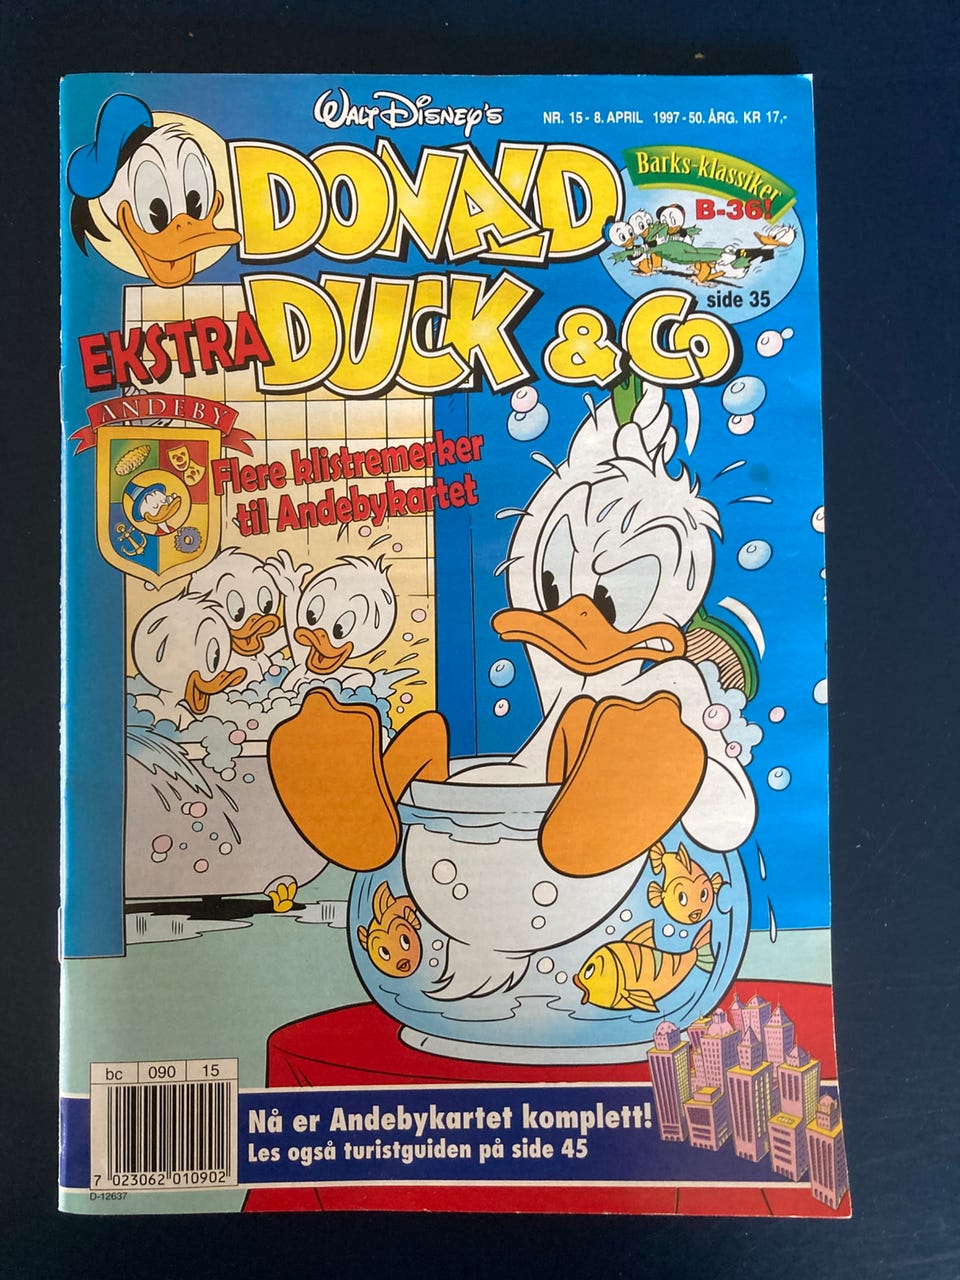 Walt Disney's
NR. 15 - 8. APRIL 1997 - 50. ÅRG. KR 17,-
DONALD
DUCK & Co
Barks-klassiker
B-36!
side 35
EKSTRA
ANDEBY
Flere klistremerker
til Andebykartet
bc 090 15
7 023062 010902
D-12637
Nå er Andebykartet komplett!
Les også turistguiden på side 45